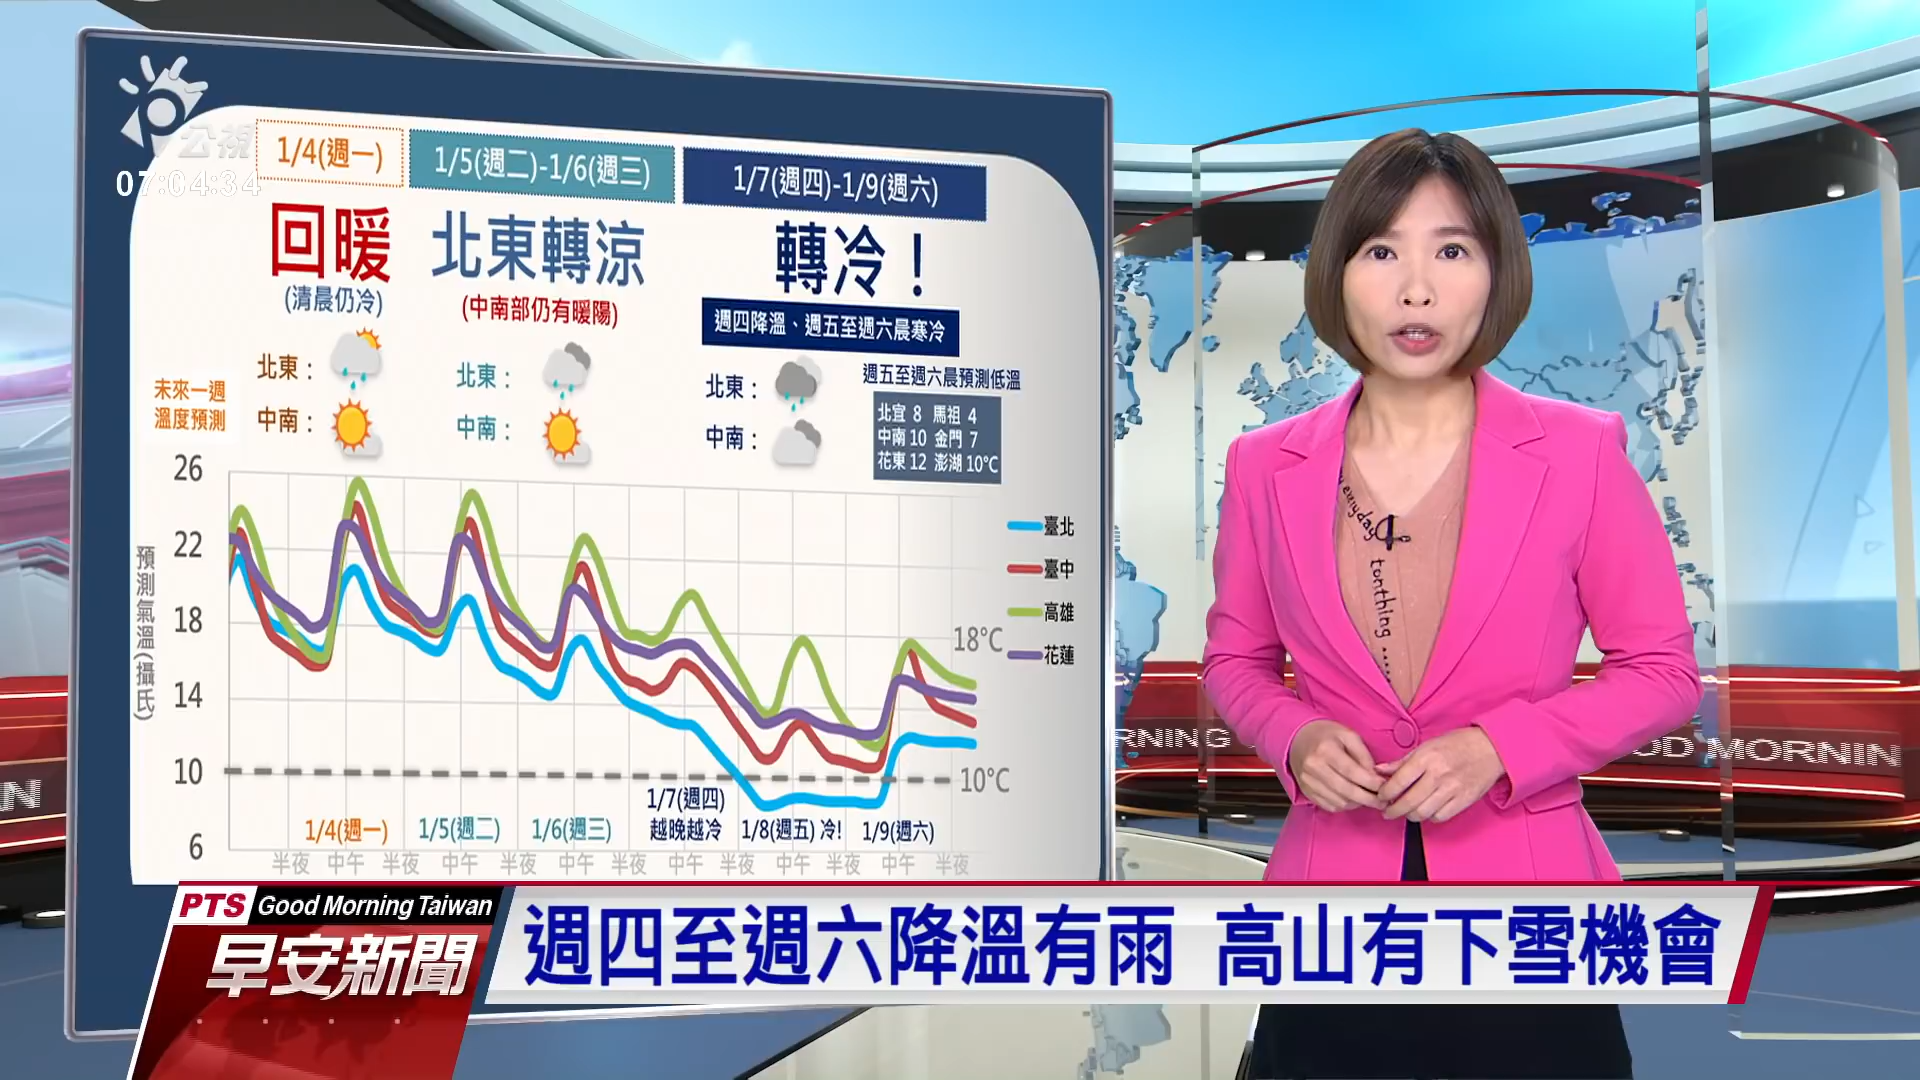 公視
07:04:34
1/4(週一)
1/5(週二)-1/6(週三)
1/7(週四)-1/9(週六)
回暖
(清晨仍冷)
北東轉涼
(中南部仍有暖陽)
轉冷！
週四降溫、週五至週六晨寒冷
北東：
中南：
北東：
中南：
北東：
中南：
週五至週六晨預測低溫
北宜 8 馬祖 4
中南 10 金門 7
花東 12 澎湖 10°C
未來一週
溫度預測
預測氣溫(攝氏)
26
22
18
14
10
6
臺北
臺中
高雄
花蓮
18°C
10°C
1/4(週一)
1/5(週二)
1/6(週三)
1/7(週四)
越晚越冷
1/8(週五) 冷!
1/9(週六)
半夜 中午 半夜 中午 半夜 中午 半夜 中午 半夜 中午 半夜 中午 半夜
everyday
tonthing .....
RNING
OOD MORNIN
AN
PTS Good Morning Taiwan
早安新聞
週四至週六降溫有雨 高山有下雪機會